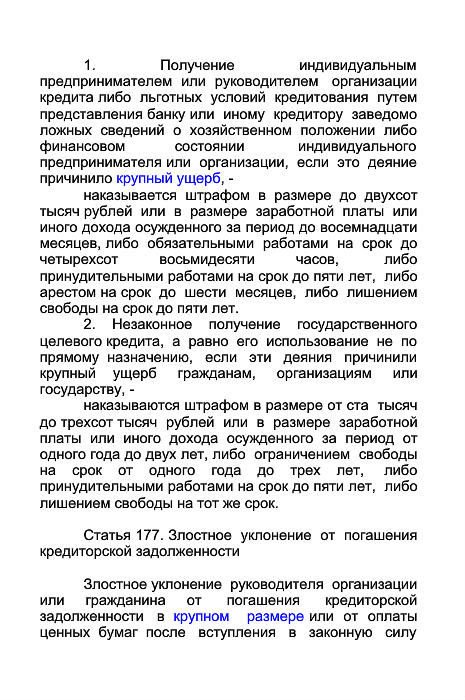 1. Получение индивидуальным
предпринимателем или руководителем организации
кредита либо льготных условий кредитования путем
представления банку или иному кредитору заведомо
ложных сведений о хозяйственном положении либо
финансовом состоянии индивидуального
предпринимателя или организации, если это деяние
причинило крупный ущерб, -
наказывается штрафом в размере до двухсот
тысяч рублей или в размере заработной платы или
иного дохода осужденного за период до восемнадцати
месяцев, либо обязательными работами на срок до
четырехсот восьмидесяти часов, либо
принудительными работами на срок до пяти лет, либо
арестом на срок до шести месяцев, либо лишением
свободы на срок до пяти лет.
2. Незаконное получение государственного
целевого кредита, а равно его использование не по
прямому назначению, если эти деяния причинили
крупный ущерб гражданам, организациям или
государству, -
наказываются штрафом в размере от ста тысяч
до трехсот тысяч рублей или в размере заработной
платы или иного дохода осужденного за период от
одного года до двух лет, либо ограничением свободы
на срок от одного года до трех лет, либо
принудительными работами на срок до пяти лет, либо
лишением свободы на тот же срок.
Статья 177. Злостное уклонение от погашения
кредиторской задолженности
Злостное уклонение руководителя организации
или гражданина от погашения кредиторской
задолженности в крупном размере или от оплаты
ценных бумаг после вступления в законную силу